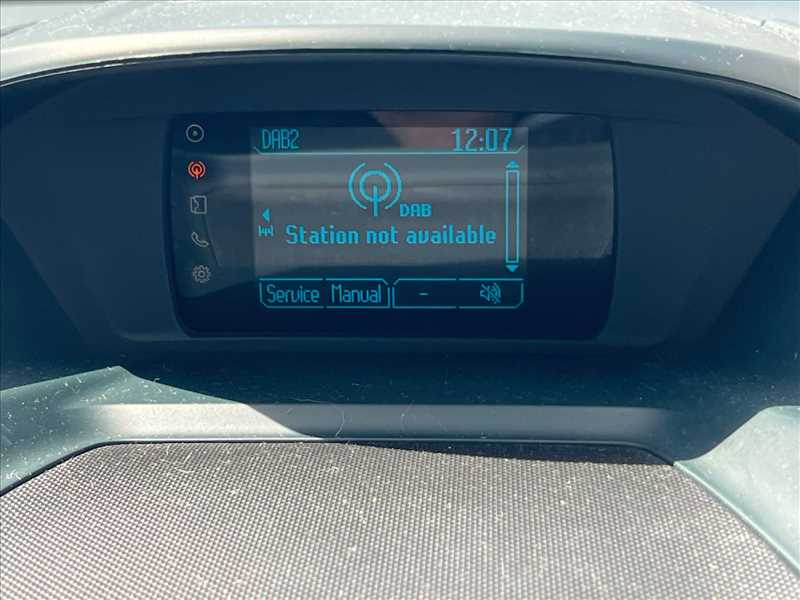 DAB2 12:07
DAB
Station not available
Service Manual -